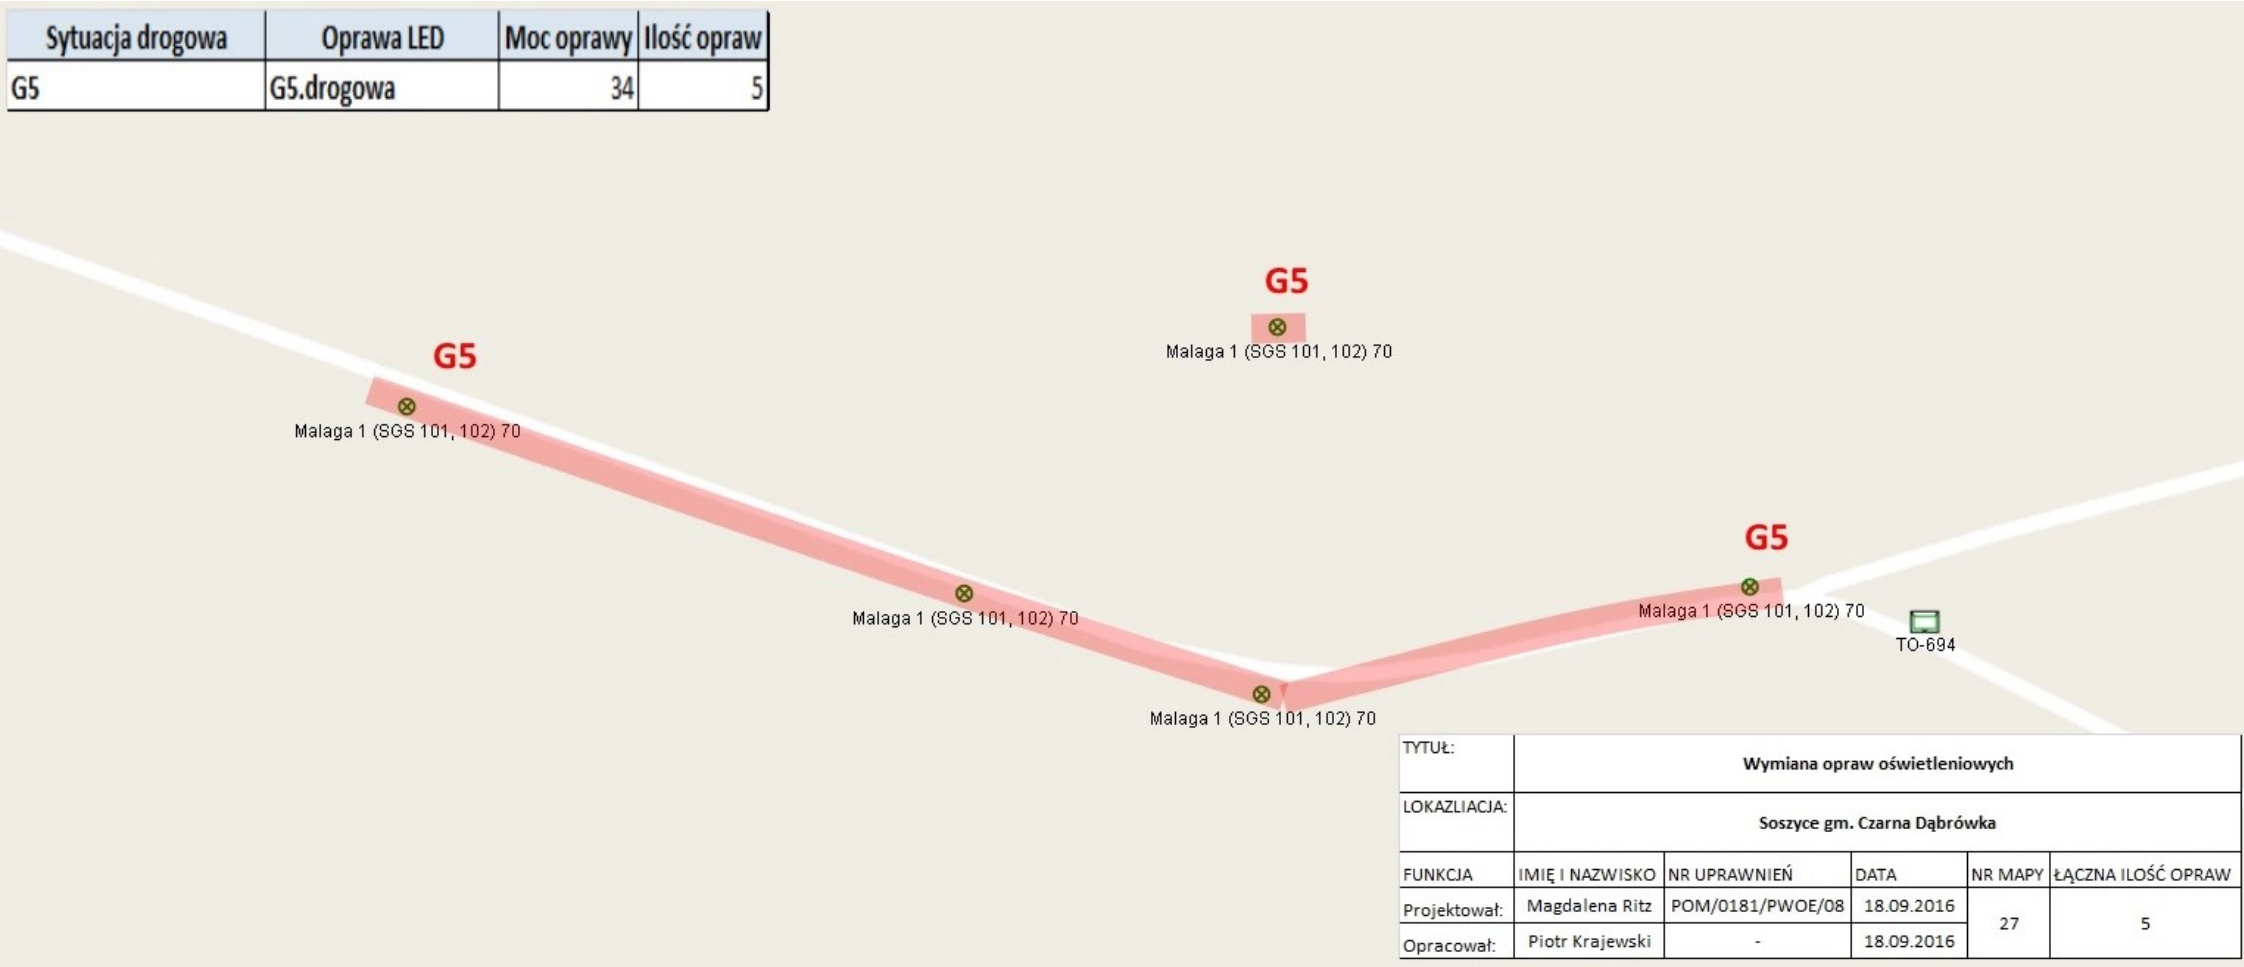 Sytuacja drogowa Oprawa LED Moc oprawy Ilość opraw
G5 G5.drogowa 34 5
G5
Malaga 1 (SGS 101, 102) 70
G5
Malaga 1 (SGS 101, 102) 70
G5
Malaga 1 (SGS 101, 102) 70
Malaga 1 (SGS 101, 102) 70
TO-694
Malaga 1 (SGS 101, 102) 70
TYTUŁ: Wymiana opraw oświetleniowych
LOKAZLIACJA: Soszyce gm. Czarna Dąbrówka
FUNKCJA IMIĘ I NAZWISKO NR UPRAWNIEŃ DATA NR MAPY ŁĄCZNA ILOŚĆ OPRAW
Projektował: Magdalena Ritz POM/0181/PWOE/08 18.09.2016 27 5
Opracował: Piotr Krajewski - 18.09.2016